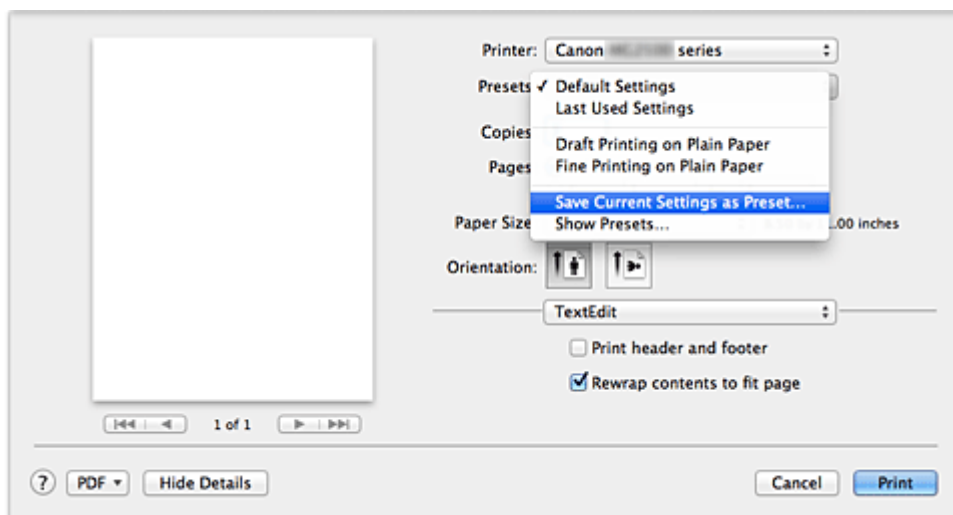 Printer: Canon series
Presets ✓ Default Settings
Last Used Settings
Copies
Draft Printing on Plain Paper
Pages Fine Printing on Plain Paper
Save Current Settings as Preset...
Paper Size Show Presets... .00 inches
Orientation:
TextEdit
Print header and footer
Rewrap contents to fit page
1 of 1
? PDF Hide Details Cancel Print